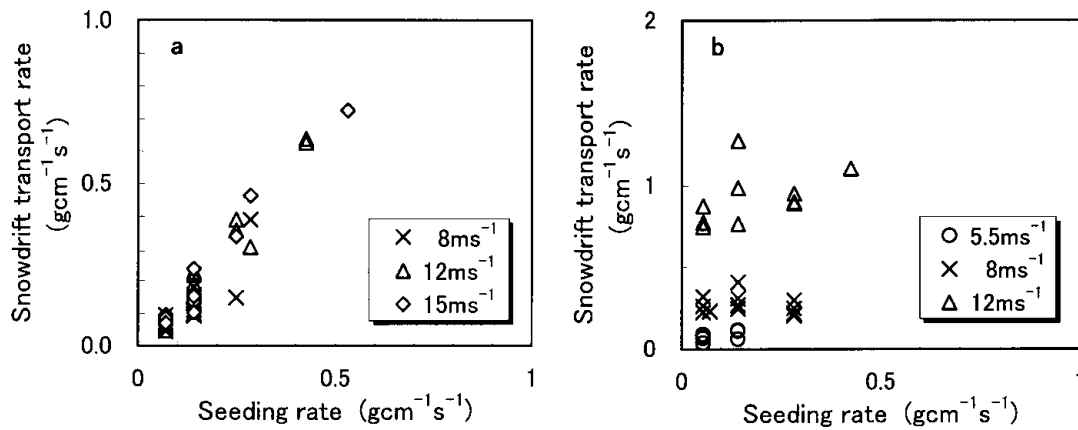 a
Snowdrift transport rate
(gcm⁻¹s⁻¹)
1.0
0.5
0.0
0
0.5
1
Seeding rate (gcm⁻¹s⁻¹)
× 8ms⁻¹
△ 12ms⁻¹
◇ 15ms⁻¹
b
Snowdrift transport rate
(gcm⁻¹s⁻¹)
2
1
0
0
0.5
1
Seeding rate (gcm⁻¹s⁻¹)
○ 5.5ms⁻¹
× 8ms⁻¹
△ 12ms⁻¹